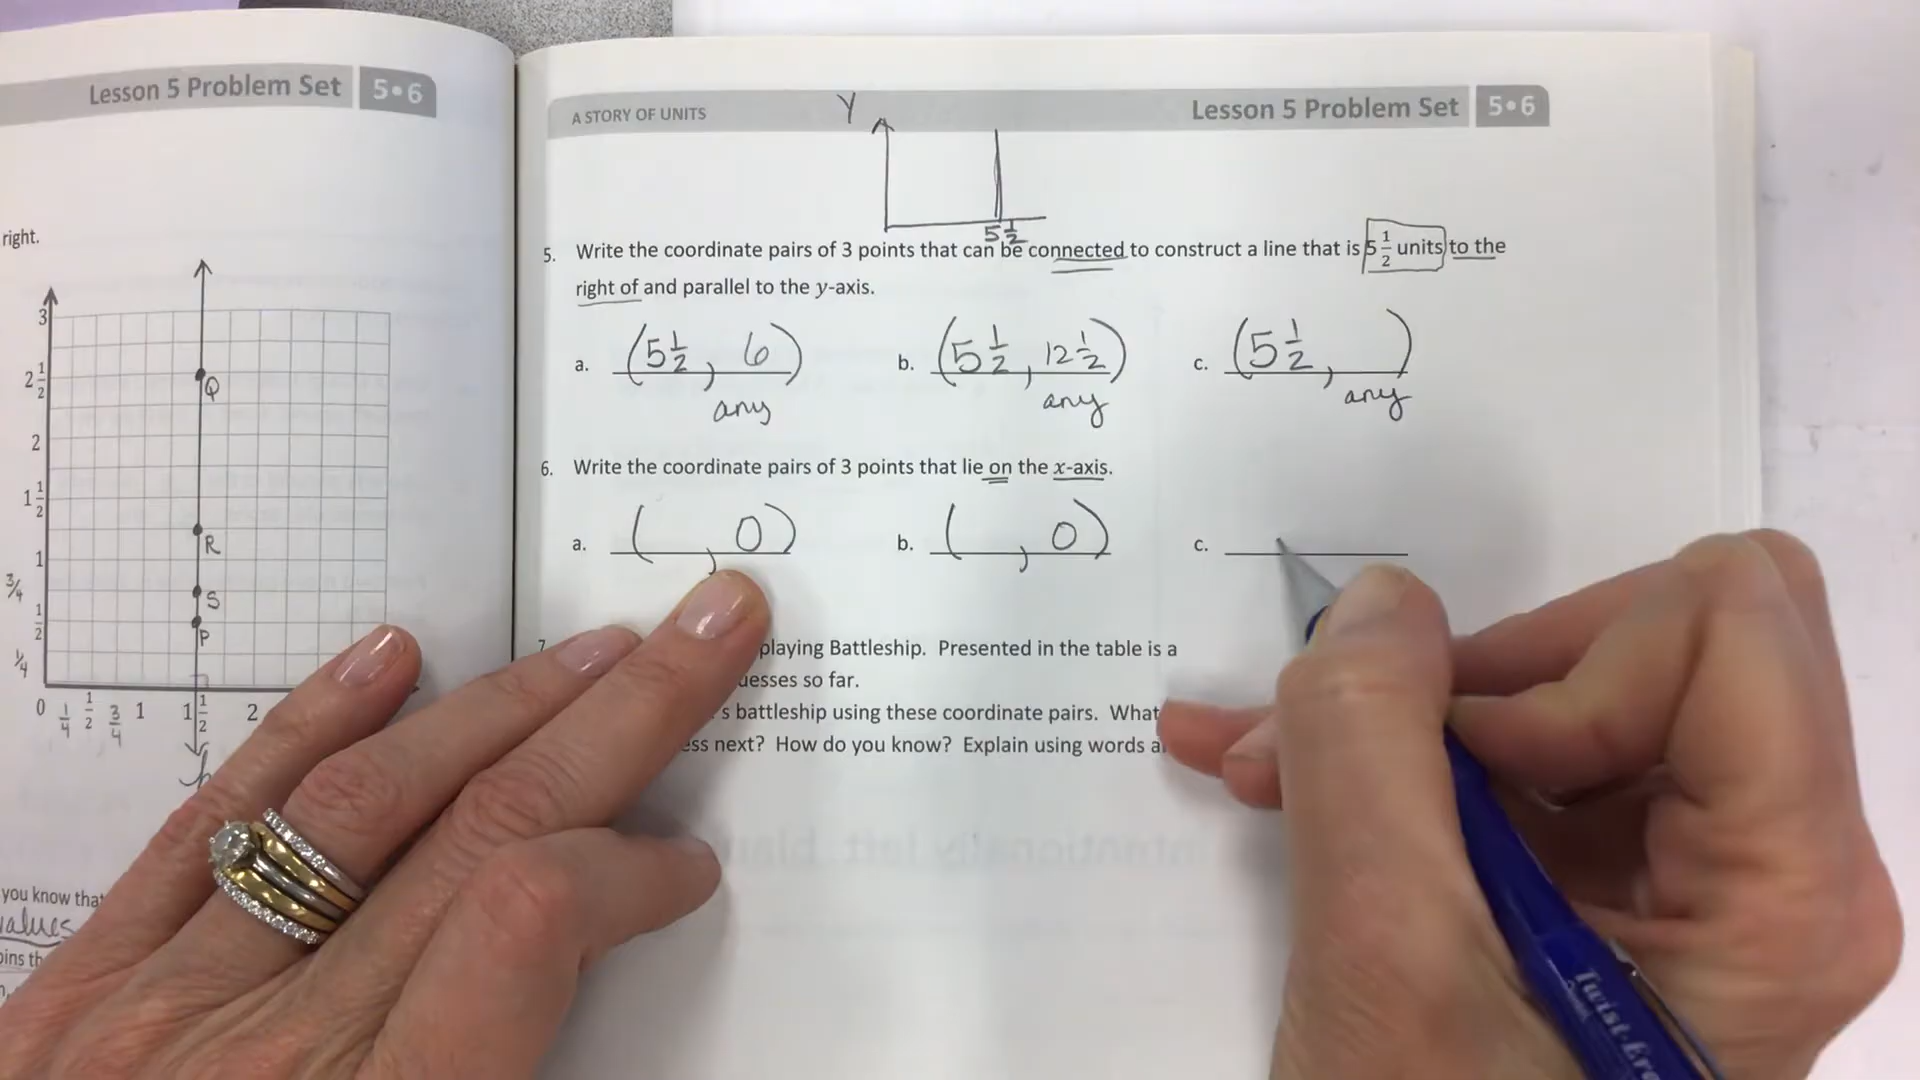 Lesson 5 Problem Set 5•6
right.
3
2 1/2
Q
2
1 1/2
R
1
3/4
S
1/2
P
1/4
0 1/4 1/2 3/4 1 1 1/2 2
you know that
values
A STORY OF UNITS
Lesson 5 Problem Set 5•6
Y
5 1/2
5. Write the coordinate pairs of 3 points that can be connected to construct a line that is 5 1/2 units to the
right of and parallel to the y-axis.
a. (5 1/2, 6) b. (5 1/2, 12 1/2) c. (5 1/2, )
any any any
6. Write the coordinate pairs of 3 points that lie on the x-axis.
a. ( , 0) b. ( , 0) c.
7 playing Battleship. Presented in the table is a
uesses so far.
's battleship using these coordinate pairs. What
ess next? How do you know? Explain using words a
Twist-Era